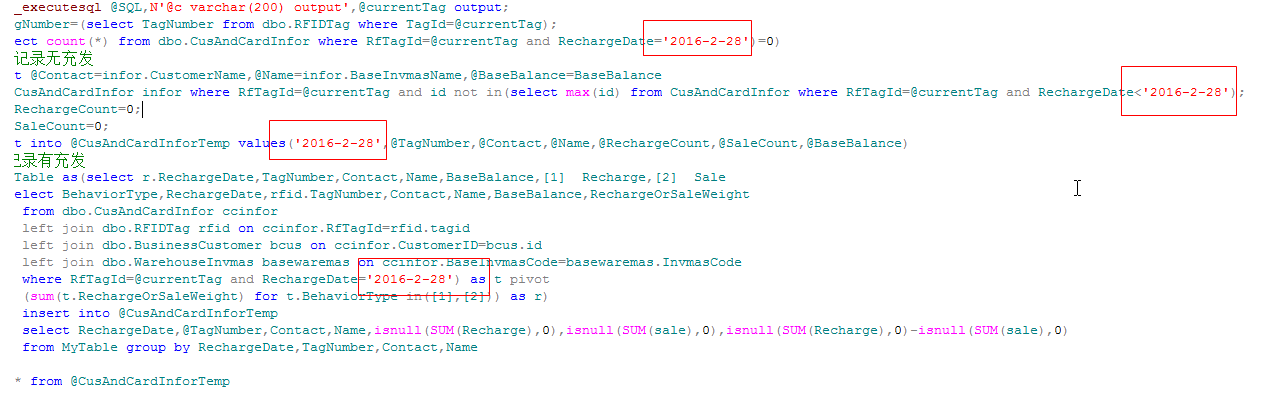 _executesql @SQL,N'@c varchar(200) output',@currentTag output;
gNumber=(select TagNumber from dbo.RFIDTag where TagId=@currentTag);
ect count(*) from dbo.CusAndCardInfor where RfTagId=@currentTag and RechargeDate='2016-2-28')=0)
记录无充发
t @Contact=infor.CustomerName,@Name=infor.BaseInvmasName,@BaseBalance=BaseBalance
CusAndCardInfor infor where RfTagId=@currentTag and id not in(select max(id) from CusAndCardInfor where RfTagId=@currentTag and RechargeDate<'2016-2-28');
RechargeCount=0;
SaleCount=0;
t into @CusAndCardInforTemp values('2016-2-28',@TagNumber,@Contact,@Name,@RechargeCount,@SaleCount,@BaseBalance)
记录有充发
Table as(select r.RechargeDate,TagNumber,Contact,Name,BaseBalance,[1] Recharge,[2] Sale
elect BehaviorType,RechargeDate,rfid.TagNumber,Contact,Name,BaseBalance,RechargeOrSaleWeight
from dbo.CusAndCardInfor ccinfor
left join dbo.RFIDTag rfid on ccinfor.RfTagId=rfid.tagid
left join dbo.BusinessCustomer bcus on ccinfor.CustomerID=bcus.id
left join dbo.WarehouseInvmas basewaremas on ccinfor.BaseInvmasCode=basewaremas.InvmasCode
where RfTagId=@currentTag and RechargeDate='2016-2-28') as t pivot
(sum(t.RechargeOrSaleWeight) for t.BehaviorType in([1],[2])) as r)
insert into @CusAndCardInforTemp
select RechargeDate,@TagNumber,Contact,Name,isnull(SUM(Recharge),0),isnull(SUM(sale),0),isnull(SUM(Recharge),0)-isnull(SUM(sale),0)
from MyTable group by RechargeDate,TagNumber,Contact,Name
* from @CusAndCardInforTemp